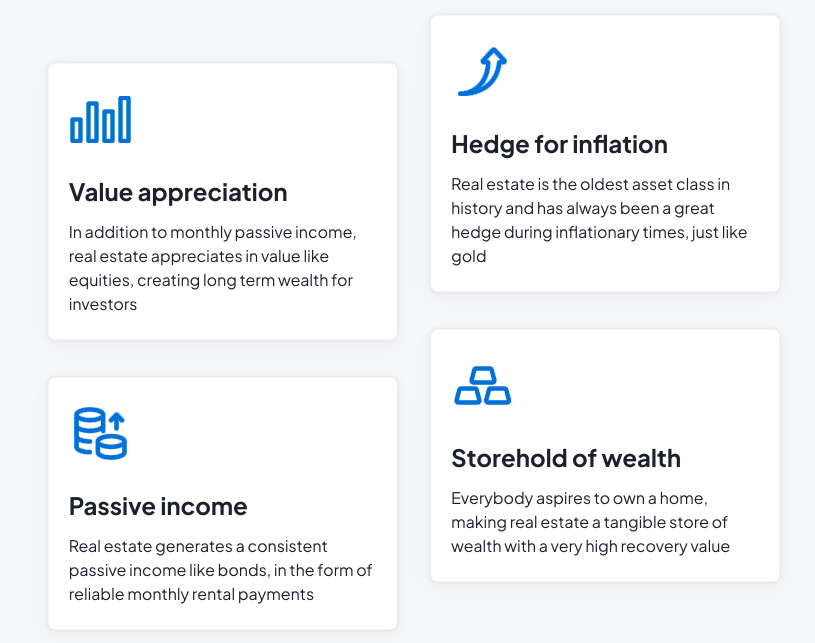 Value appreciation
In addition to monthly passive income,
real estate appreciates in value like
equities, creating long term wealth for
investors
Passive income
Real estate generates a consistent
passive income like bonds, in the form of
reliable monthly rental payments
Hedge for inflation
Real estate is the oldest asset class in
history and has always been a great
hedge during inflationary times, just like
gold
Storehold of wealth
Everybody aspires to own a home,
making real estate a tangible store of
wealth with a very high recovery value